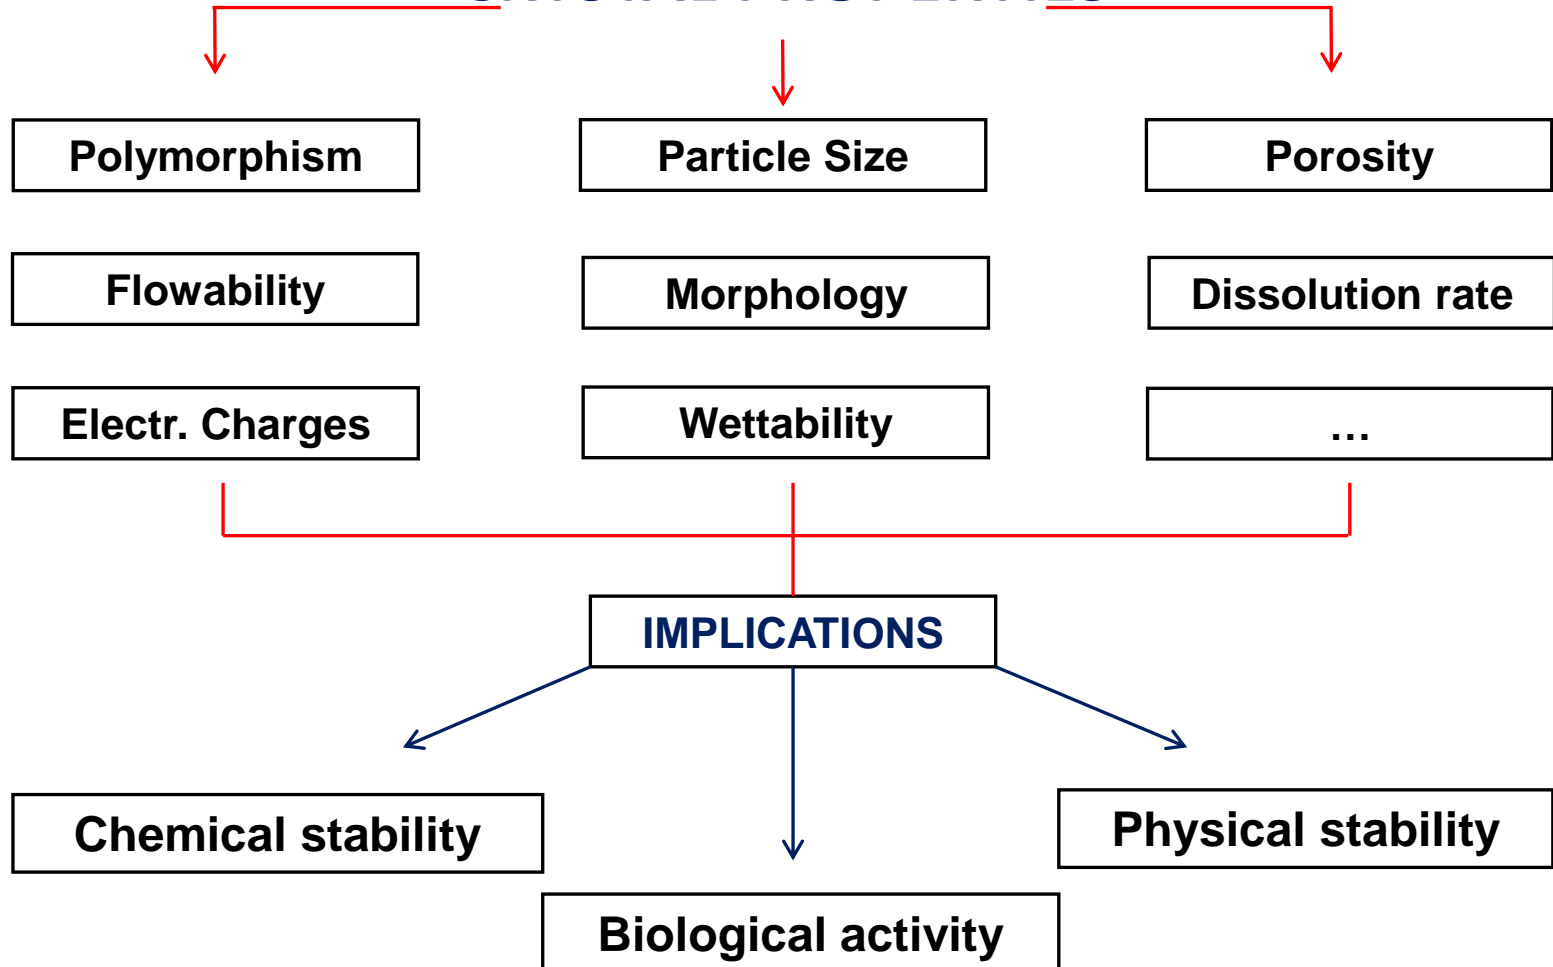 Polymorphism
Particle Size
Porosity
Flowability
Morphology
Dissolution rate
Electr. Charges
Wettability
...
IMPLICATIONS
Chemical stability
Physical stability
Biological activity